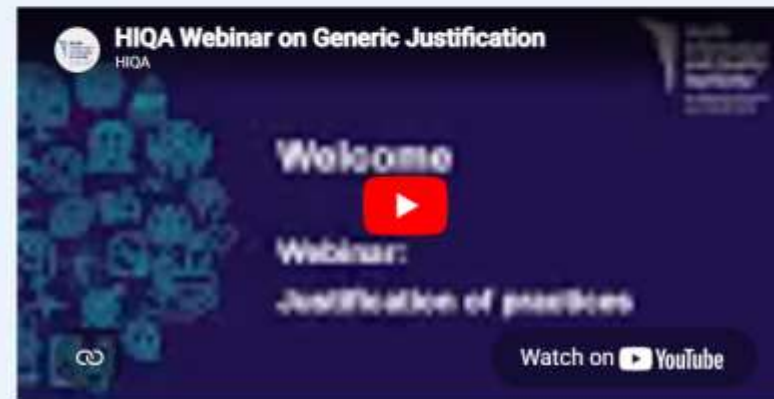 HIQA Webinar on Generic Justification
HIQA
Welcome
Webinar:
Justification of practices
Watch on YouTube